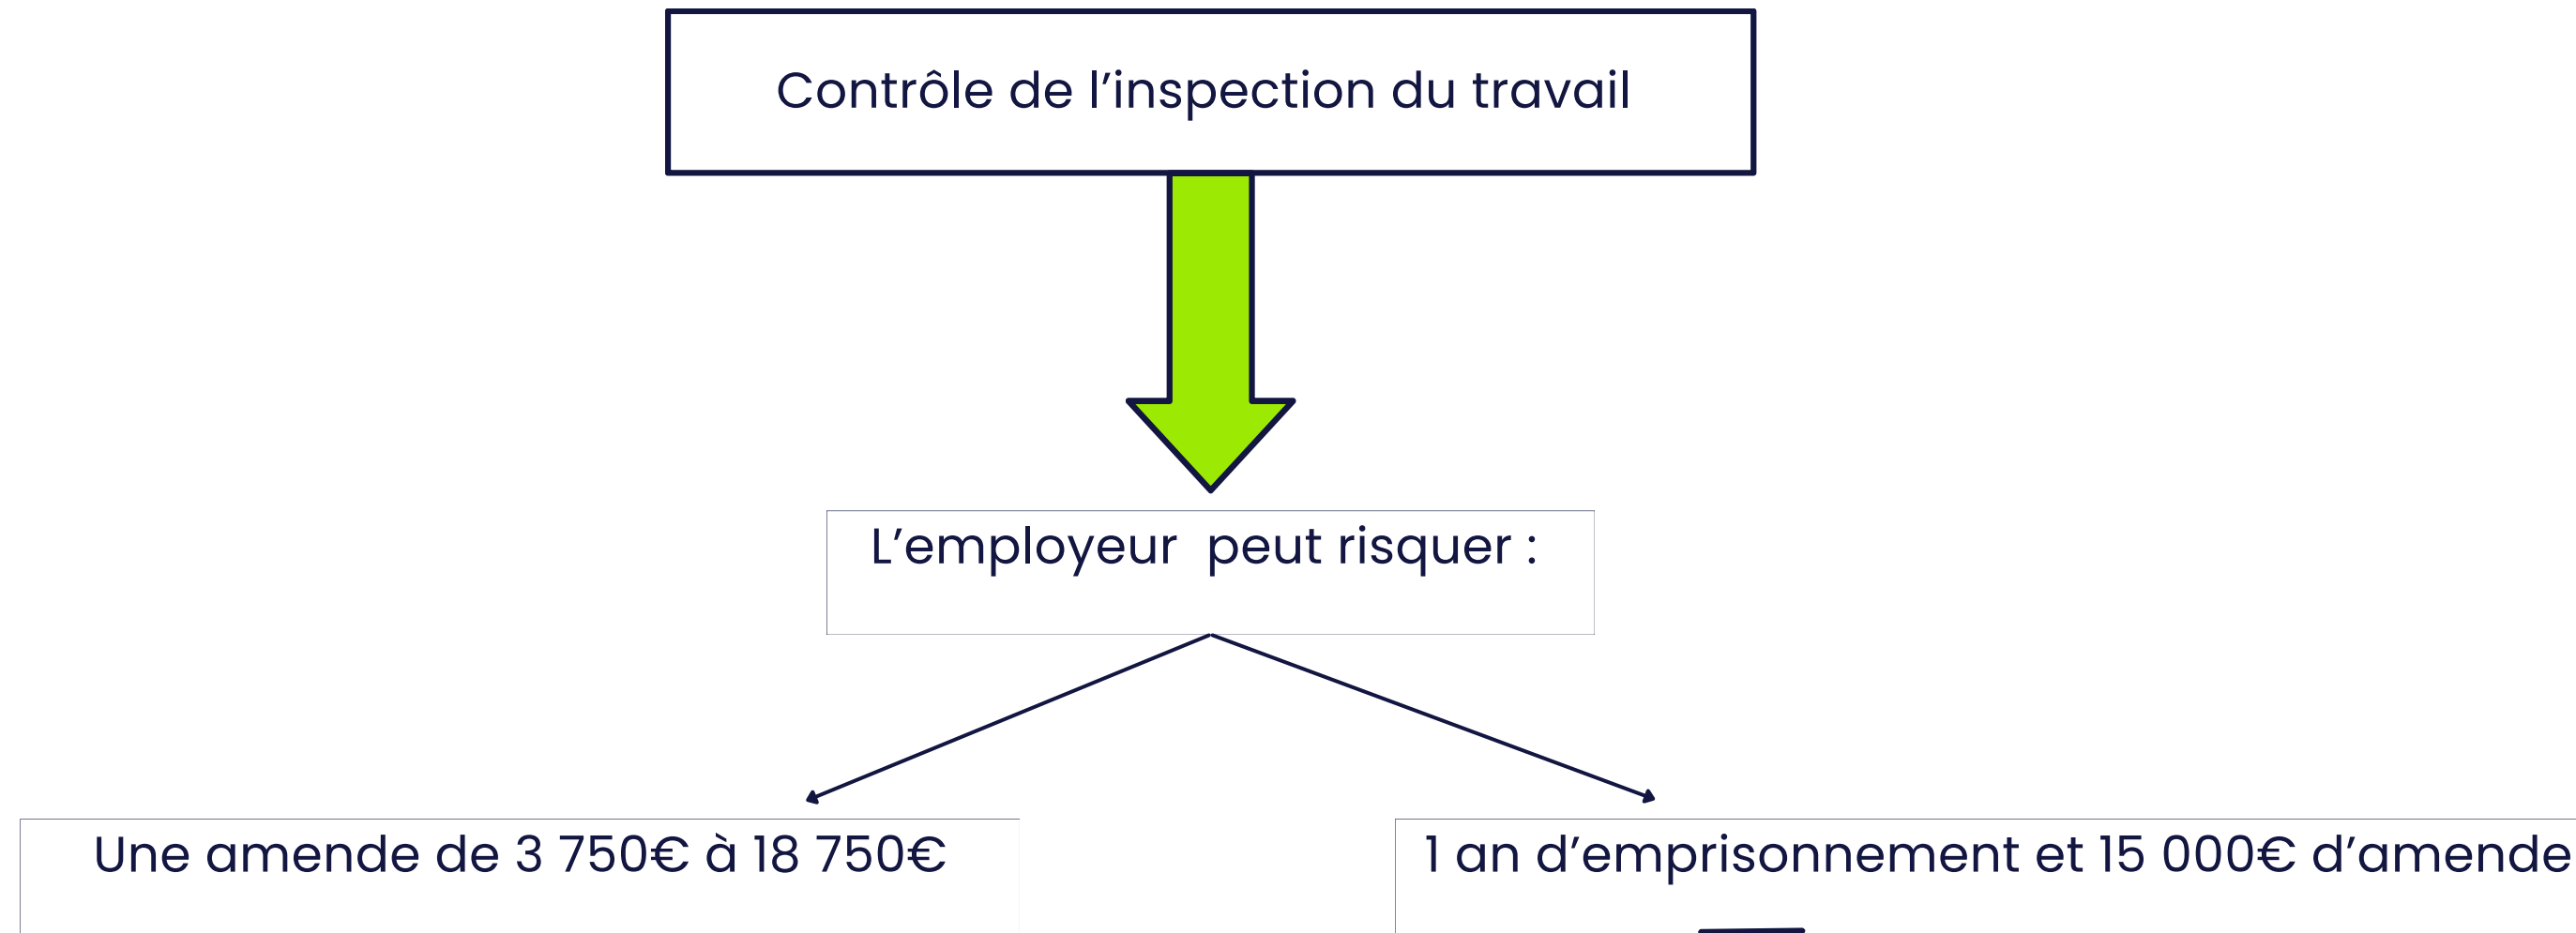 Contrôle de l’inspection du travail
L’employeur  peut risquer :
Une amende de 3 750€ à 18 750€
1 an d’emprisonnement et 15 000€ d’amende